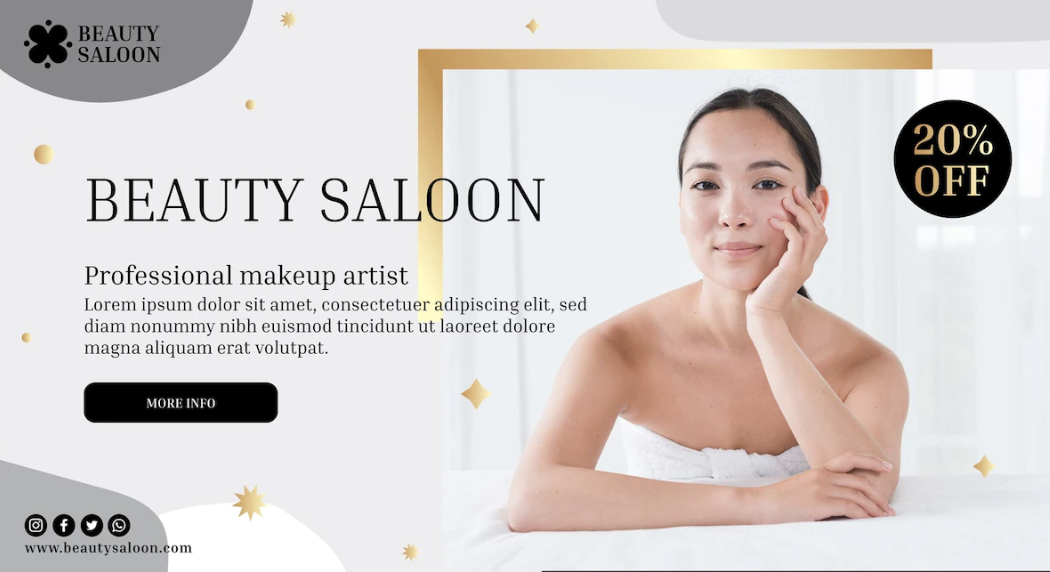 BEAUTY
SALOON
20%
OFF
BEAUTY SALOON
Professional makeup artist
Lorem ipsum dolor sit amet, consectetuer adipiscing elit, sed
diam nonummy nibh euismod tincidunt ut laoreet dolore
magna aliquam erat volutpat.
MORE INFO
www.beautysaloon.com